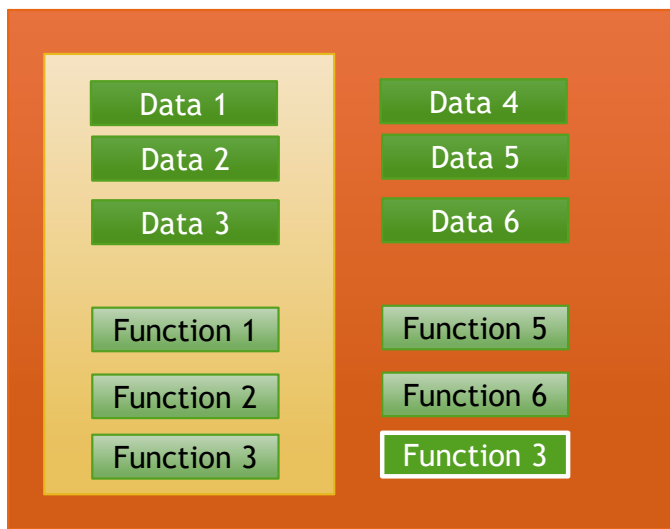 Data 1
Data 2
Data 3
Function 1
Function 2
Function 3
Data 4
Data 5
Data 6
Function 5
Function 6
Function 3